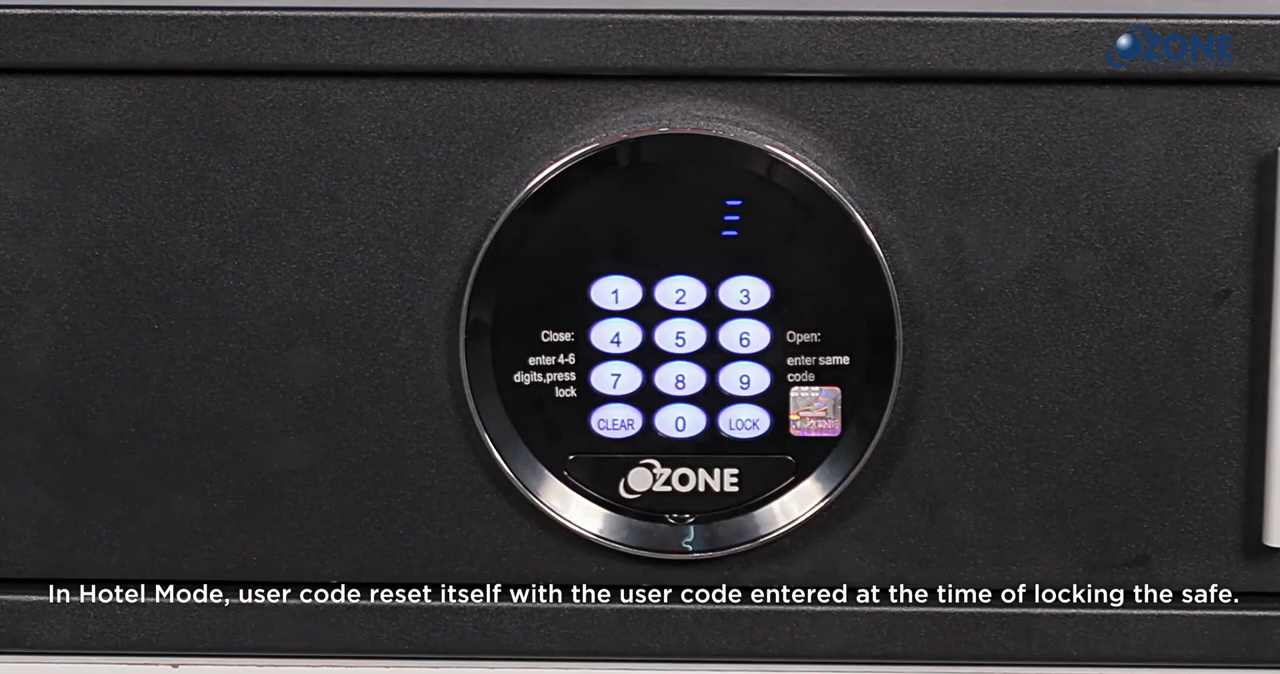 OZONE
1 2 3
4 5 6
7 8 9
CLEAR 0 LOCK
Close:
enter 4-6
digits,press
lock
Open:
enter same
code
OZONE
In Hotel Mode, user code reset itself with the user code entered at the time of locking the safe.